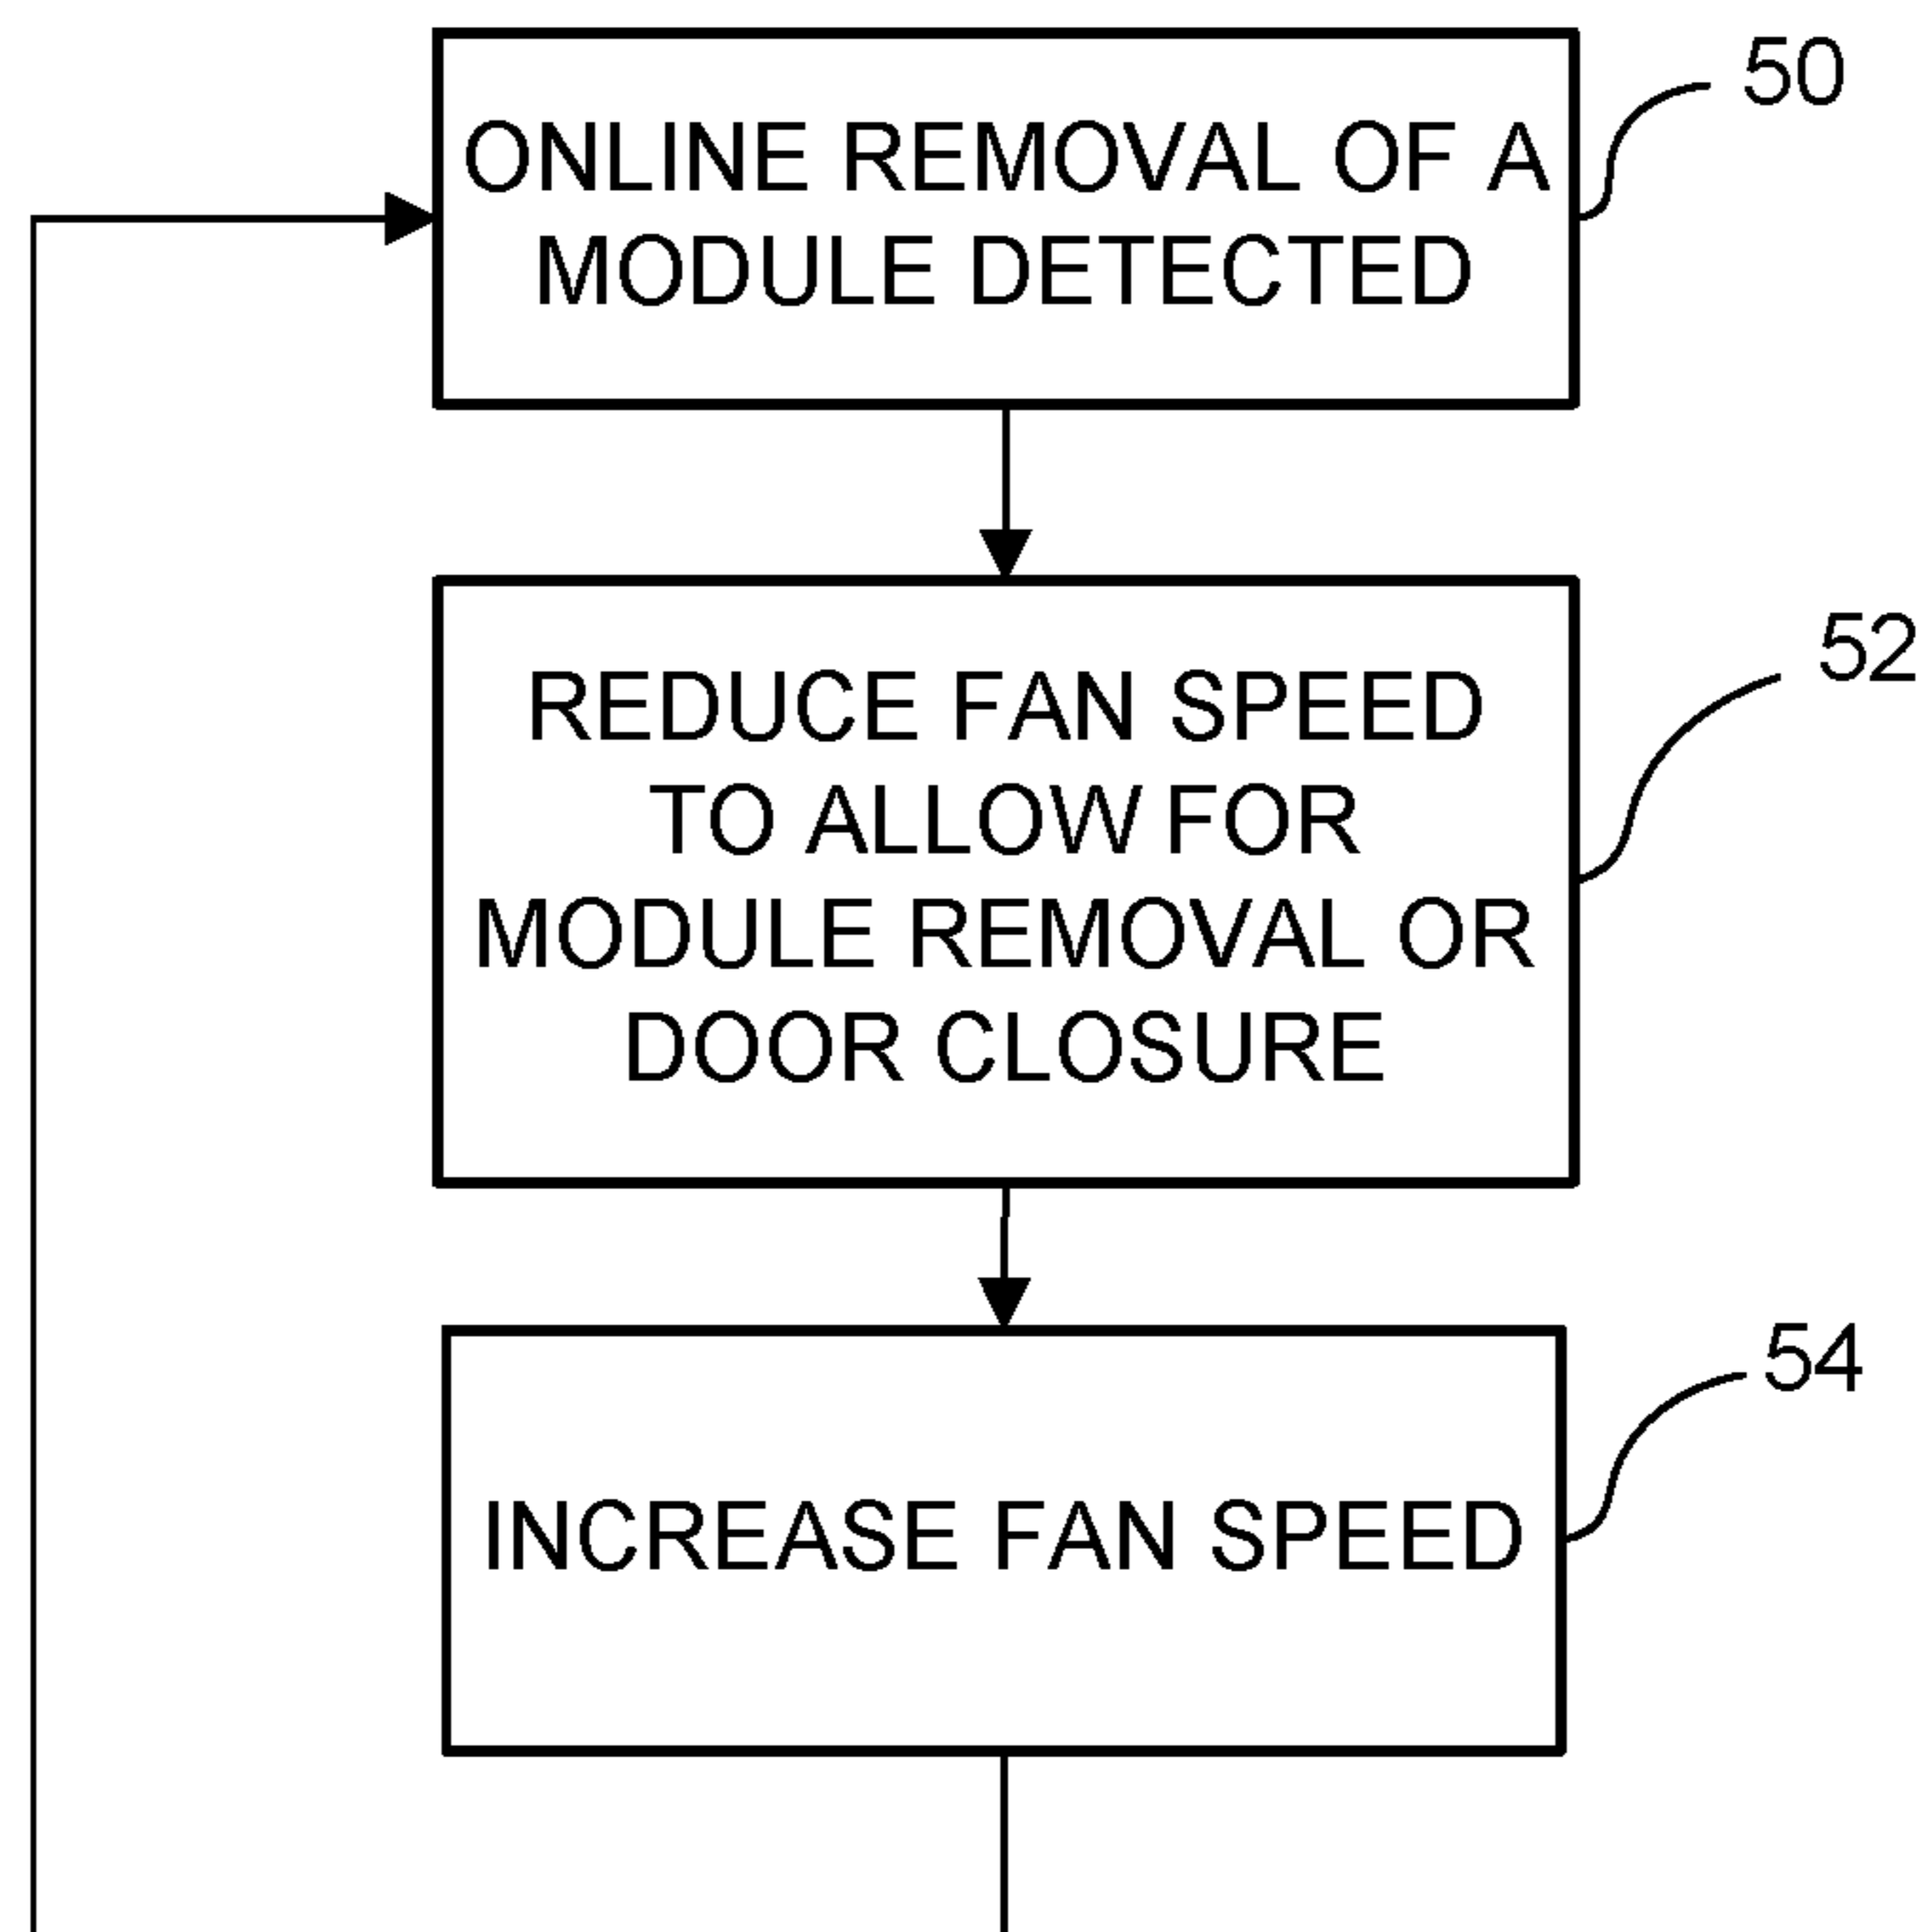 50
ONLINE REMOVAL OF A
MODULE DETECTED
52
REDUCE FAN SPEED
TO ALLOW FOR
MODULE REMOVAL OR
DOOR CLOSURE
54
INCREASE FAN SPEED